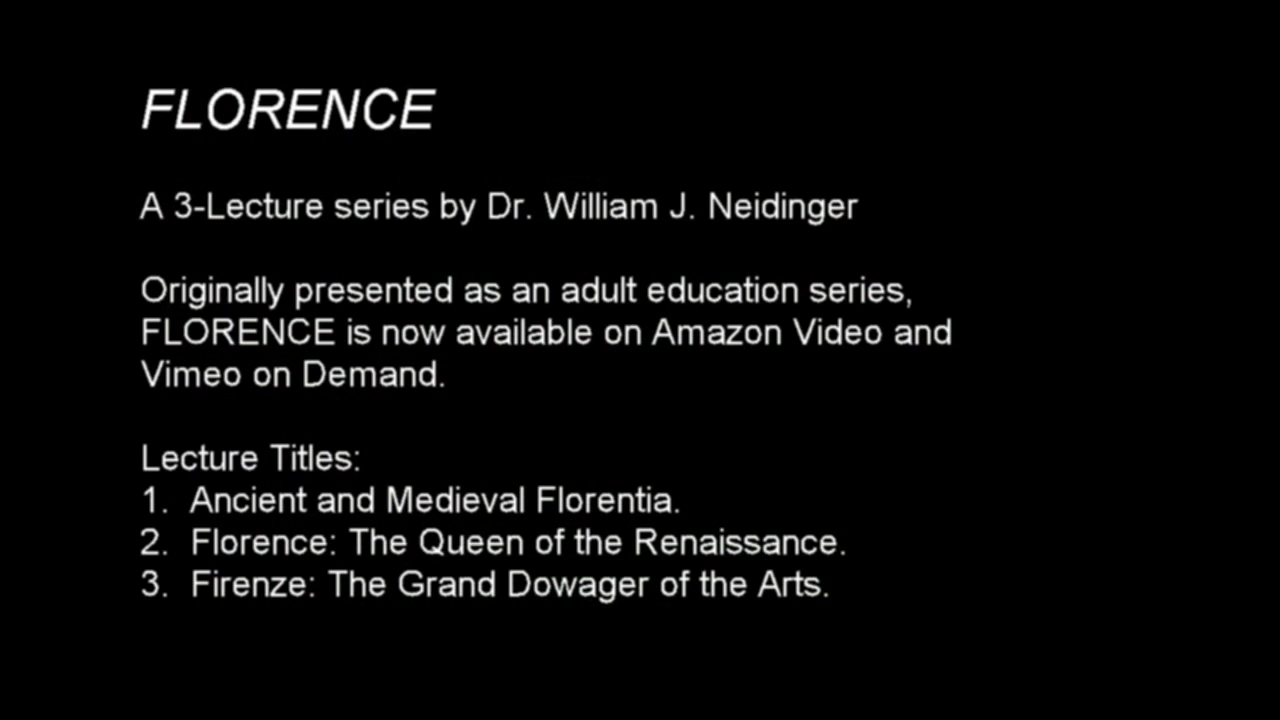 FLORENCE
A 3-Lecture series by Dr. William J. Neidinger
Originally presented as an adult education series,
FLORENCE is now available on Amazon Video and
Vimeo on Demand.
Lecture Titles:
1. Ancient and Medieval Florentia.
2. Florence: The Queen of the Renaissance.
3. Firenze: The Grand Dowager of the Arts.